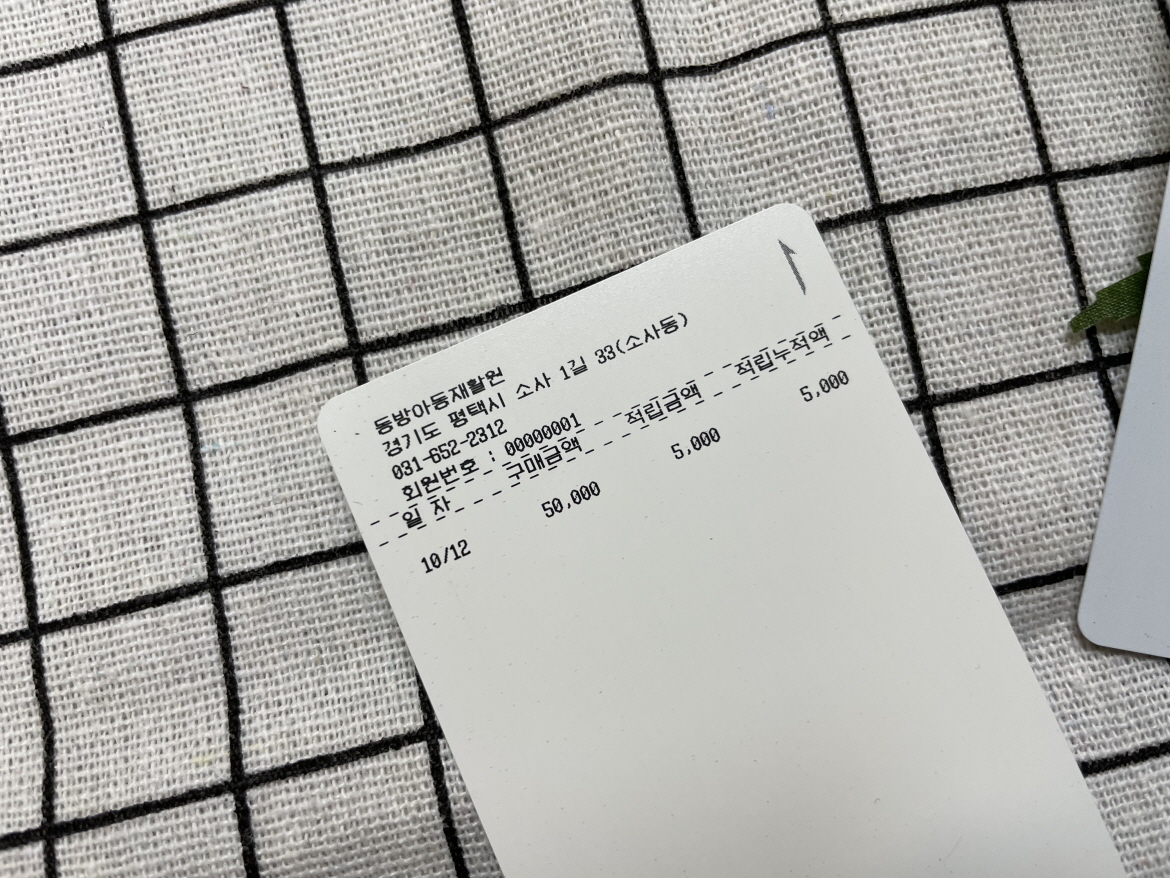 동방아동재활원
경기도 평택시 소사 1길 33(소사동)
031-652-2312
회원번호 : 00000001
일 자 구매금액 적립금액 적립누적액
10/12 50,000 5,000 5,000